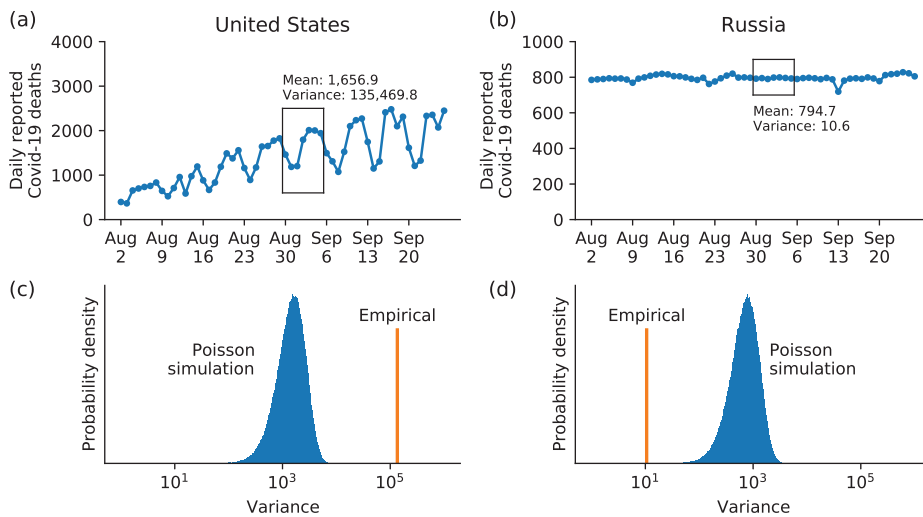 (a)
United States
4000
3000
2000
1000
0
Daily reported
Covid-19 deaths
Mean: 1,656.9
Variance: 135,469.8
Aug
2
Aug
9
Aug
16
Aug
23
Aug
30
Sep
6
Sep
13
Sep
20
(b)
Russia
1000
800
600
400
200
0
Daily reported
Covid-19 deaths
Mean: 794.7
Variance: 10.6
Aug
2
Aug
9
Aug
16
Aug
23
Aug
30
Sep
6
Sep
13
Sep
20
(c)
Probability density
Poisson
simulation
Empirical
10¹
10³
10⁵
Variance
(d)
Probability density
Empirical
Poisson
simulation
10¹
10³
10⁵
Variance